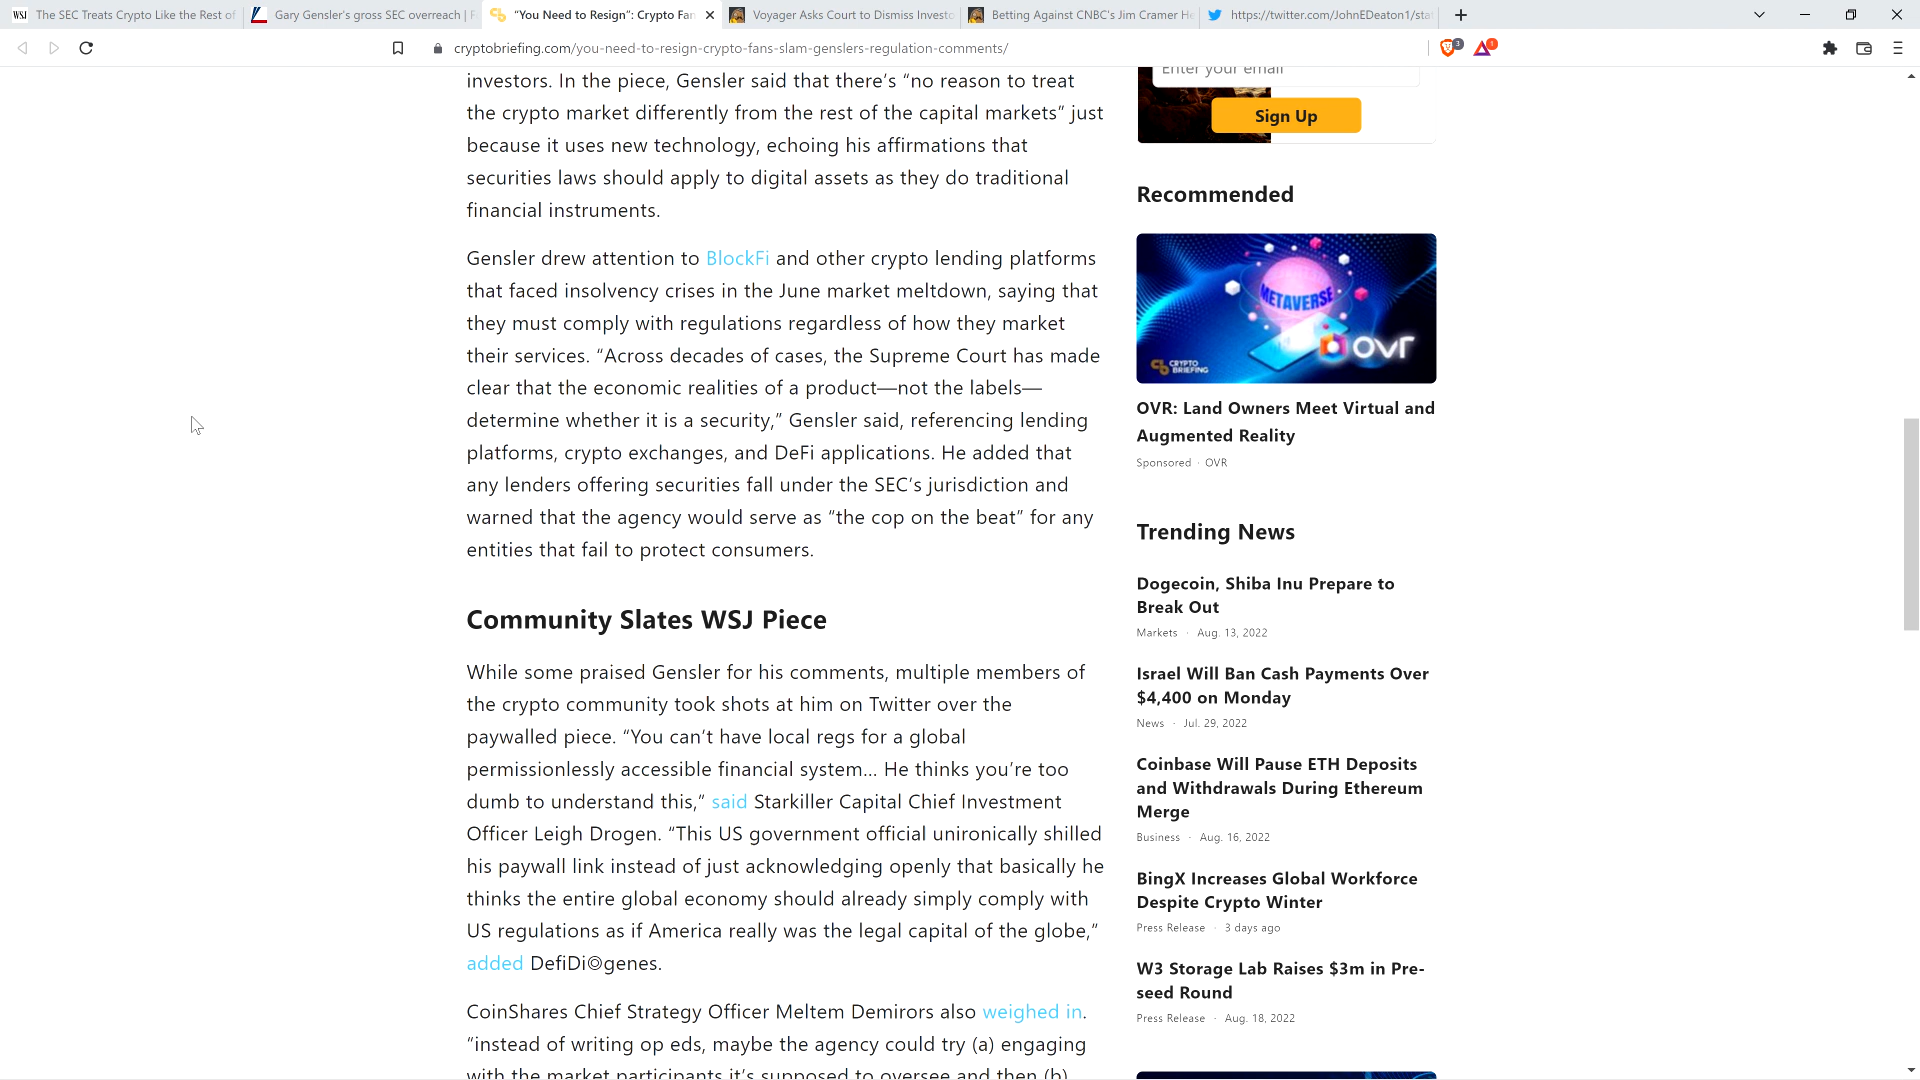 WSJ The SEC Treats Crypto Like the Rest of
Gary Gensler's gross SEC overreach |
"You Need to Resign": Crypto Fan
Voyager Asks Court to Dismiss Investo
Betting Against CNBC's Jim Cramer He
https://twitter.com/JohnEDeaton1/sta
cryptobriefing.com/you-need-to-resign-crypto-fans-slam-genslers-regulation-comments/
3
1
investors. In the piece, Gensler said that there's “no reason to treat
the crypto market differently from the rest of the capital markets” just
because it uses new technology, echoing his affirmations that
securities laws should apply to digital assets as they do traditional
financial instruments.
Gensler drew attention to BlockFi and other crypto lending platforms
that faced insolvency crises in the June market meltdown, saying that
they must comply with regulations regardless of how they market
their services. “Across decades of cases, the Supreme Court has made
clear that the economic realities of a product—not the labels—
determine whether it is a security,” Gensler said, referencing lending
platforms, crypto exchanges, and DeFi applications. He added that
any lenders offering securities fall under the SEC’s jurisdiction and
warned that the agency would serve as “the cop on the beat” for any
entities that fail to protect consumers.
Community Slates WSJ Piece
While some praised Gensler for his comments, multiple members of
the crypto community took shots at him on Twitter over the
paywalled piece. “You can’t have local regs for a global
permissionlessly accessible financial system... He thinks you’re too
dumb to understand this,” said Starkiller Capital Chief Investment
Officer Leigh Drogen. “This US government official unironically shilled
his paywall link instead of just acknowledging openly that basically he
thinks the entire global economy should already simply comply with
US regulations as if America really was the legal capital of the globe,”
added DefiDi◎genes.
CoinShares Chief Strategy Officer Meltem Demirors also weighed in.
“instead of writing op eds, maybe the agency could try (a) engaging
with the market participants it’s supposed to oversee and then (b)
Enter your email
Sign Up
Recommended
METAVERSE
CRYPTO
BRIEFING
ovr
OVR: Land Owners Meet Virtual and
Augmented Reality
Sponsored · OVR
Trending News
Dogecoin, Shiba Inu Prepare to
Break Out
Markets · Aug. 13, 2022
Israel Will Ban Cash Payments Over
$4,400 on Monday
News · Jul. 29, 2022
Coinbase Will Pause ETH Deposits
and Withdrawals During Ethereum
Merge
Business · Aug. 16, 2022
BingX Increases Global Workforce
Despite Crypto Winter
Press Release · 3 days ago
W3 Storage Lab Raises $3m in Pre-
seed Round
Press Release · Aug. 18, 2022